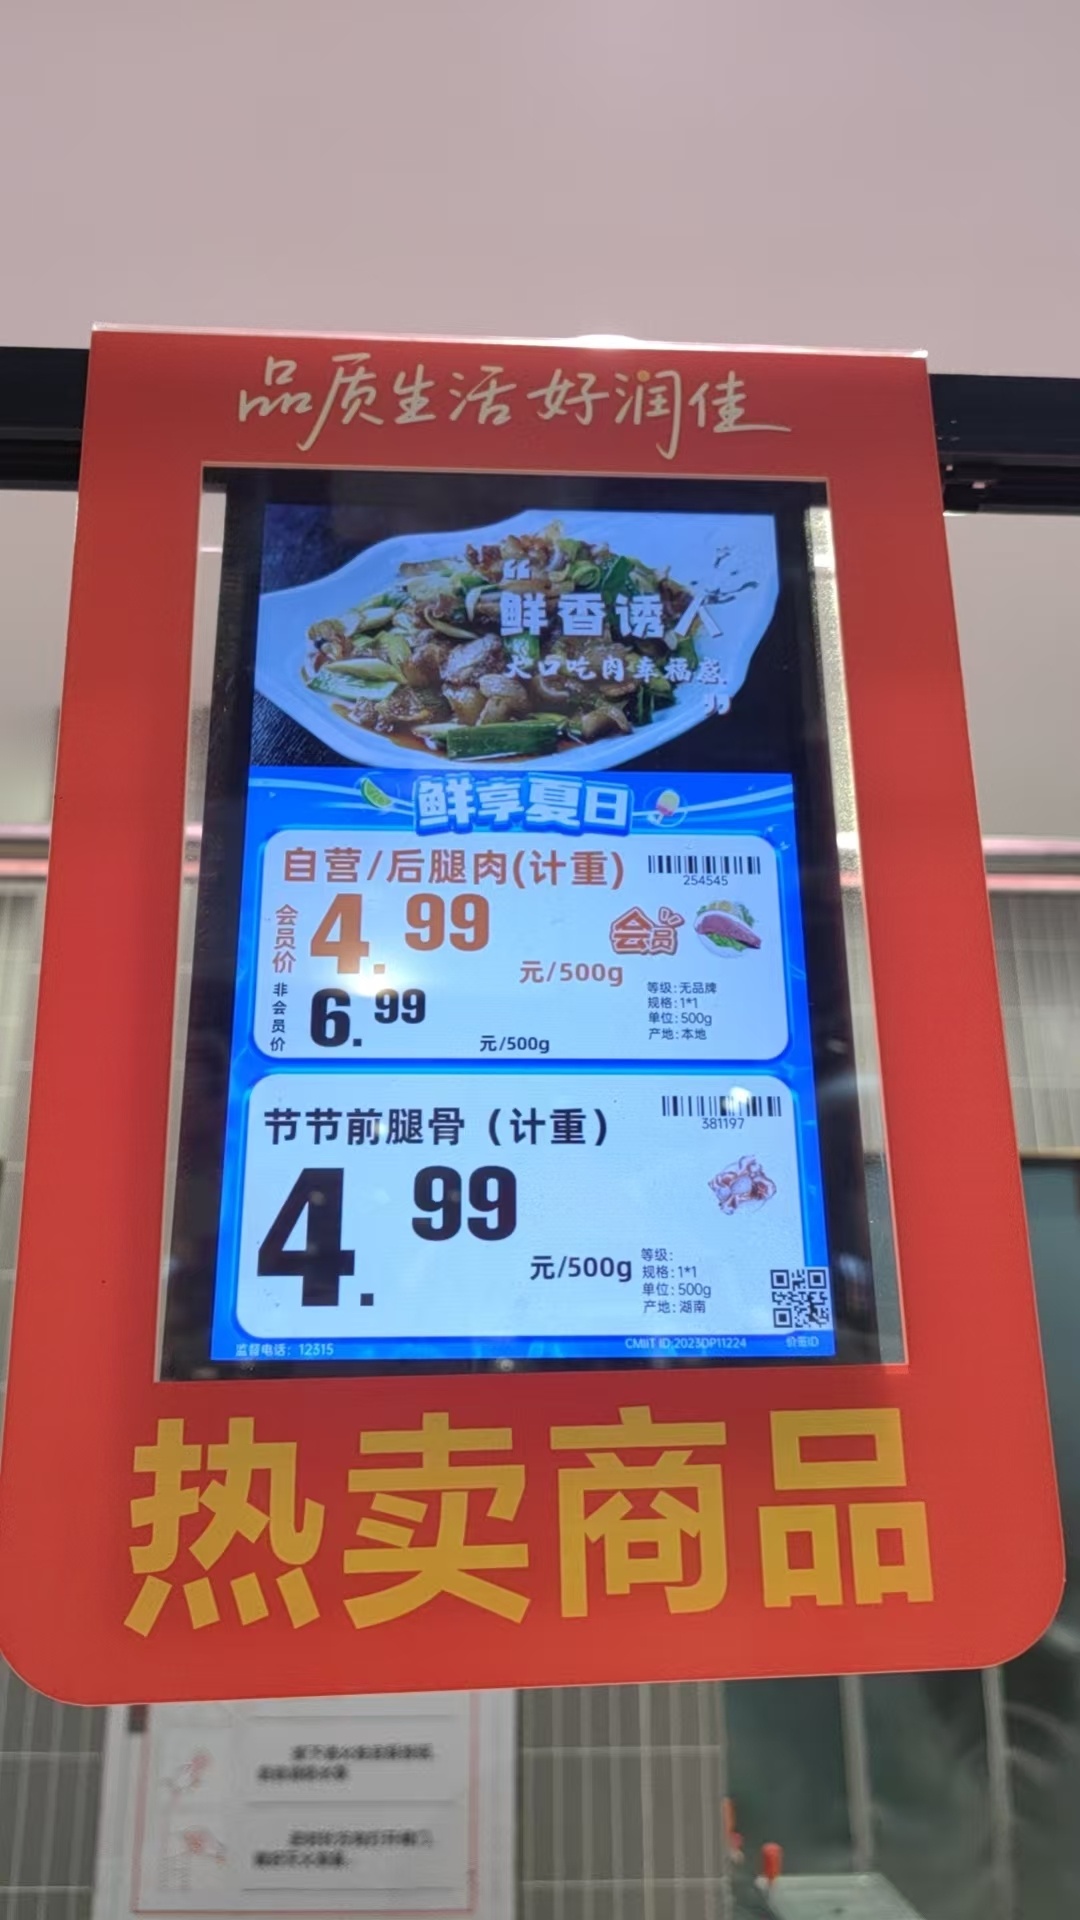 品质生活 好润佳
“
鲜香诱人
大口吃肉幸福感
”
鲜享夏日
自营/后腿肉(计重)
254545
会员价
4.99
元/500g
会员
非会员价
6.99
元/500g
等级:无品牌
规格:1*1
单位:500g
产地:本地
节节前腿骨（计重）
381197
4.99
元/500g
等级:
规格:1*1
单位:500g
产地:湖南
监督电话：12315
CMIIT ID:2023DP11224
价签ID
热卖商品